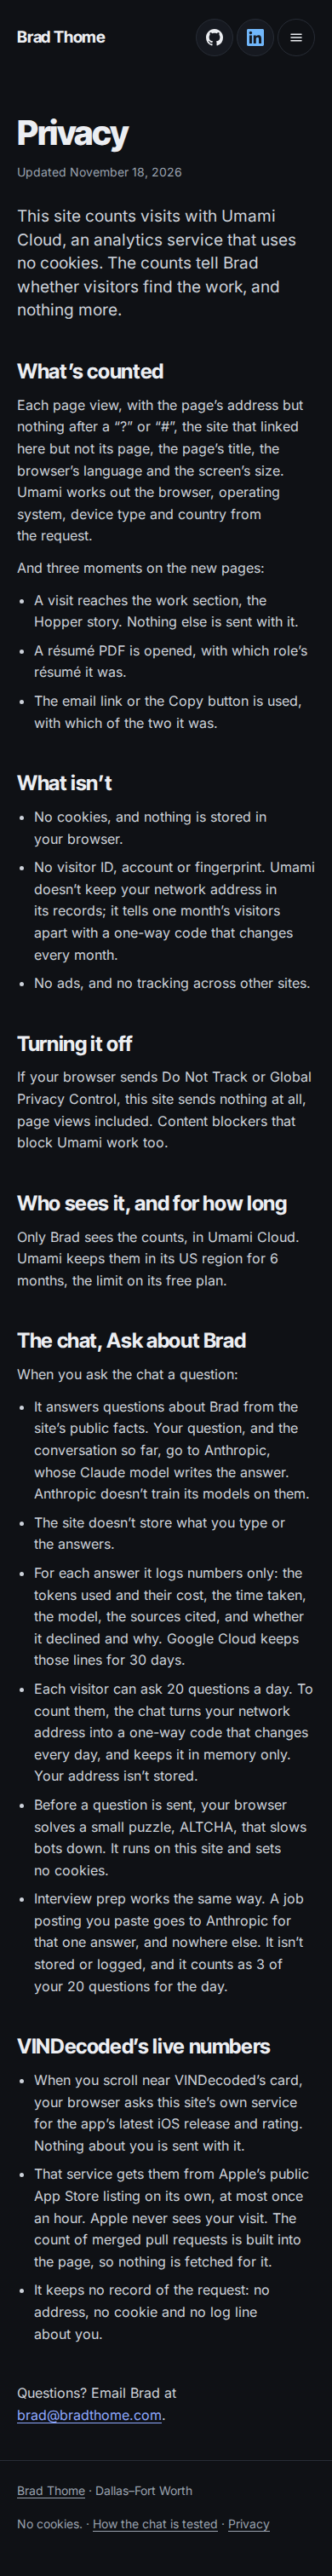 Brad Thome
Privacy
Updated November 18, 2026
This site counts visits with Umami
Cloud, an analytics service that uses
no cookies. The counts tell Brad
whether visitors find the work, and
nothing more.
What’s counted
Each page view, with the page’s address but
nothing after a “?” or “#”, the site that linked
here but not its page, the page’s title, the
browser’s language and the screen’s size.
Umami works out the browser, operating
system, device type and country from
the request.
And three moments on the new pages:
• A visit reaches the work section, the
Hopper story. Nothing else is sent with it.
• A résumé PDF is opened, with which role’s
résumé it was.
• The email link or the Copy button is used,
with which of the two it was.
What isn’t
• No cookies, and nothing is stored in
your browser.
• No visitor ID, account or fingerprint. Umami
doesn’t keep your network address in
its records; it tells one month’s visitors
apart with a one-way code that changes
every month.
• No ads, and no tracking across other sites.
Turning it off
If your browser sends Do Not Track or Global
Privacy Control, this site sends nothing at all,
page views included. Content blockers that
block Umami work too.
Who sees it, and for how long
Only Brad sees the counts, in Umami Cloud.
Umami keeps them in its US region for 6
months, the limit on its free plan.
The chat, Ask about Brad
When you ask the chat a question:
• It answers questions about Brad from the
site’s public facts. Your question, and the
conversation so far, go to Anthropic,
whose Claude model writes the answer.
Anthropic doesn’t train its models on them.
• The site doesn’t store what you type or
the answers.
• For each answer it logs numbers only: the
tokens used and their cost, the time taken,
the model, the sources cited, and whether
it declined and why. Google Cloud keeps
those lines for 30 days.
• Each visitor can ask 20 questions a day. To
count them, the chat turns your network
address into a one-way code that changes
every day, and keeps it in memory only.
Your address isn’t stored.
• Before a question is sent, your browser
solves a small puzzle, ALTCHA, that slows
bots down. It runs on this site and sets
no cookies.
• Interview prep works the same way. A job
posting you paste goes to Anthropic for
that one answer, and nowhere else. It isn’t
stored or logged, and it counts as 3 of
your 20 questions for the day.
VINDecoded’s live numbers
• When you scroll near VINDecoded’s card,
your browser asks this site’s own service
for the app’s latest iOS release and rating.
Nothing about you is sent with it.
• That service gets them from Apple’s public
App Store listing on its own, at most once
an hour. Apple never sees your visit. The
count of merged pull requests is built into
the page, so nothing is fetched for it.
• It keeps no record of the request: no
address, no cookie and no log line
about you.
Questions? Email Brad at
brad@bradthome.com.
Brad Thome · Dallas–Fort Worth
No cookies. · How the chat is tested · Privacy